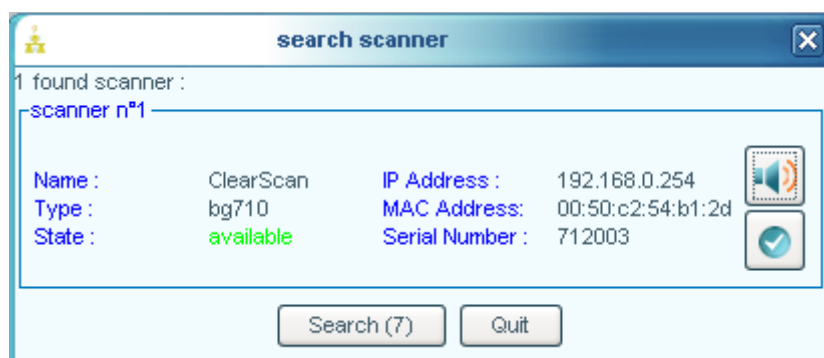 search scanner
1 found scanner :
scanner n°1
Name : ClearScan IP Address : 192.168.0.254
Type : bg710 MAC Address: 00:50:c2:54:b1:2d
State : available Serial Number : 712003
Search (7) Quit